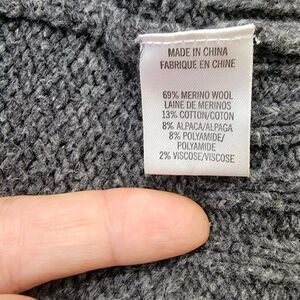 MADE IN CHINA
FABRIQUE EN CHINE
69% MERINO WOOL
LAINE DE MERINOS
13% COTTON/COTON
8% ALPACA/ALPAGA
8% POLYAMIDE/
POLYAMIDE
2% VISCOSE/VISCOSE